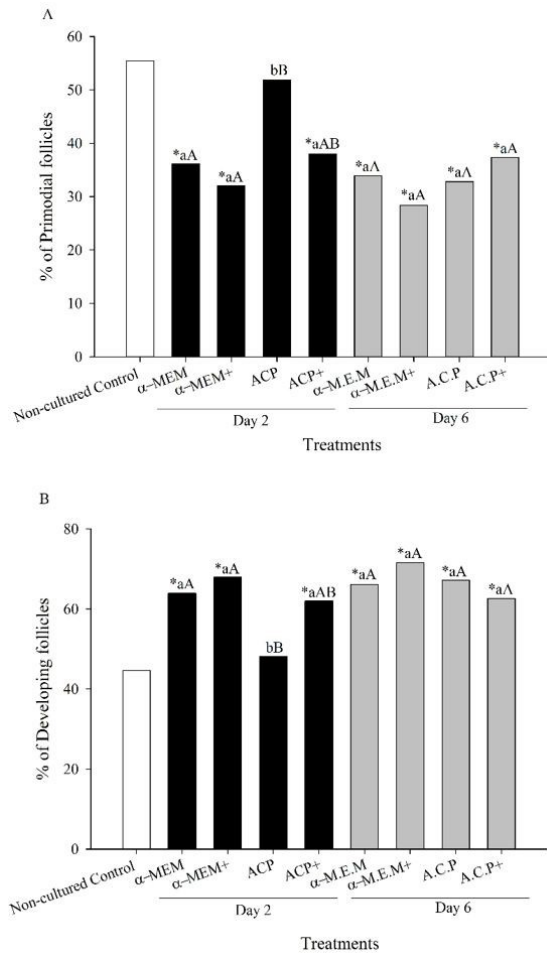 A
% of Primodial follicles
60
50
40
30
20
10
0
*aA
*aA
bB
*aAB
*aA
*aA
*aA
*aA
Non-cultured Control
α-MEM
α-MEM+
ACP
ACP+
α-M.E.M
α-M.E.M+
A.C.P
A.C.P+
Day 2
Day 6
Treatments
B
% of Developing follicles
80
60
40
20
0
*aA
*aA
bB
*aAB
*aA
*aA
*aA
*aA
Non-cultured Control
α-MEM
α-MEM+
ACP
ACP+
α-M.E.M
α-M.E.M+
A.C.P
A.C.P+
Day 2
Day 6
Treatments